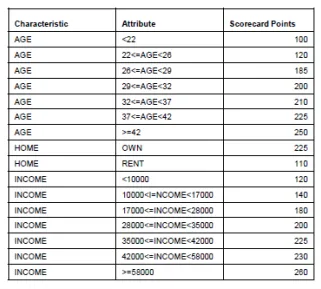 Characteristic Attribute Scorecard Points
AGE <22 100
AGE 22<=AGE<26 120
AGE 26<=AGE<29 185
AGE 29<=AGE<32 200
AGE 32<=AGE<37 210
AGE 37<=AGE<42 225
AGE >=42 250
HOME OWN 225
HOME RENT 110
INCOME <10000 120
INCOME 10000<I=NCOME<17000 140
INCOME 17000<=INCOME<28000 180
INCOME 28000<=INCOME<35000 200
INCOME 35000<=INCOME<42000 225
INCOME 42000<=INCOME<58000 230
INCOME >=58000 260